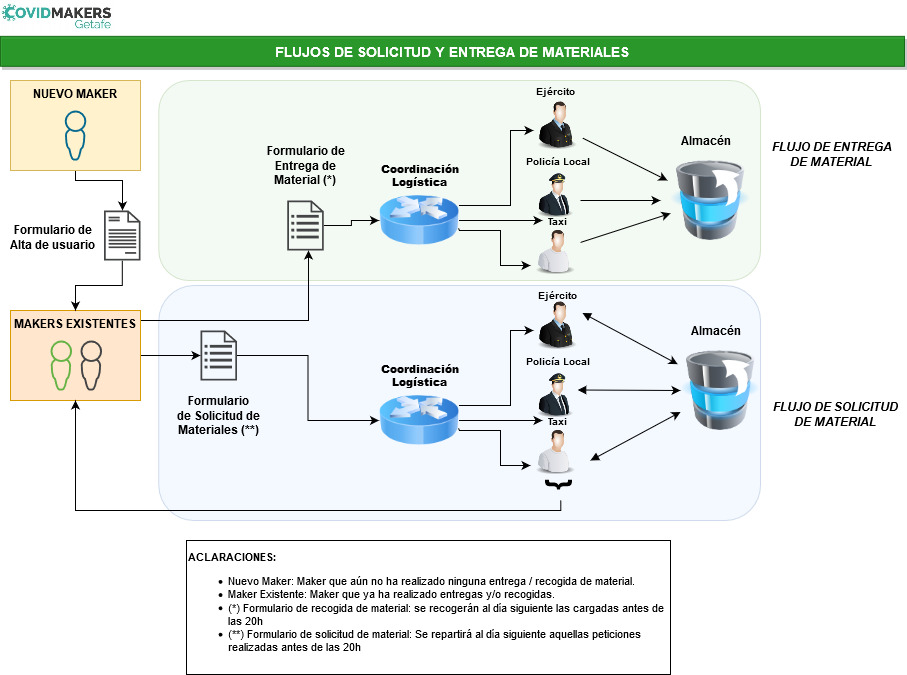 COVIDMAKERS
Getafe
FLUJOS DE SOLICITUD Y ENTREGA DE MATERIALES
NUEVO MAKER
Formulario de
Alta de usuario
MAKERS EXISTENTES
Formulario de
Entrega de
Material (*)
Coordinación
Logística
Ejército
Policía Local
Taxi
Almacén
FLUJO DE ENTREGA
DE MATERIAL
Formulario
de Solicitud de
Materiales (**)
Coordinación
Logística
Ejército
Policía Local
Taxi
Almacén
FLUJO DE SOLICITUD
DE MATERIAL
ACLARACIONES:
• Nuevo Maker: Maker que aún no ha realizado ninguna entrega / recogida de material.
• Maker Existente: Maker que ya ha realizado entregas y/o recogidas.
• (*) Formulario de recogida de material: se recogerán al día siguiente las cargadas antes de
las 20h
• (**) Formulario de solicitud de material: Se repartirá al día siguiente aquellas peticiones
realizadas antes de las 20h